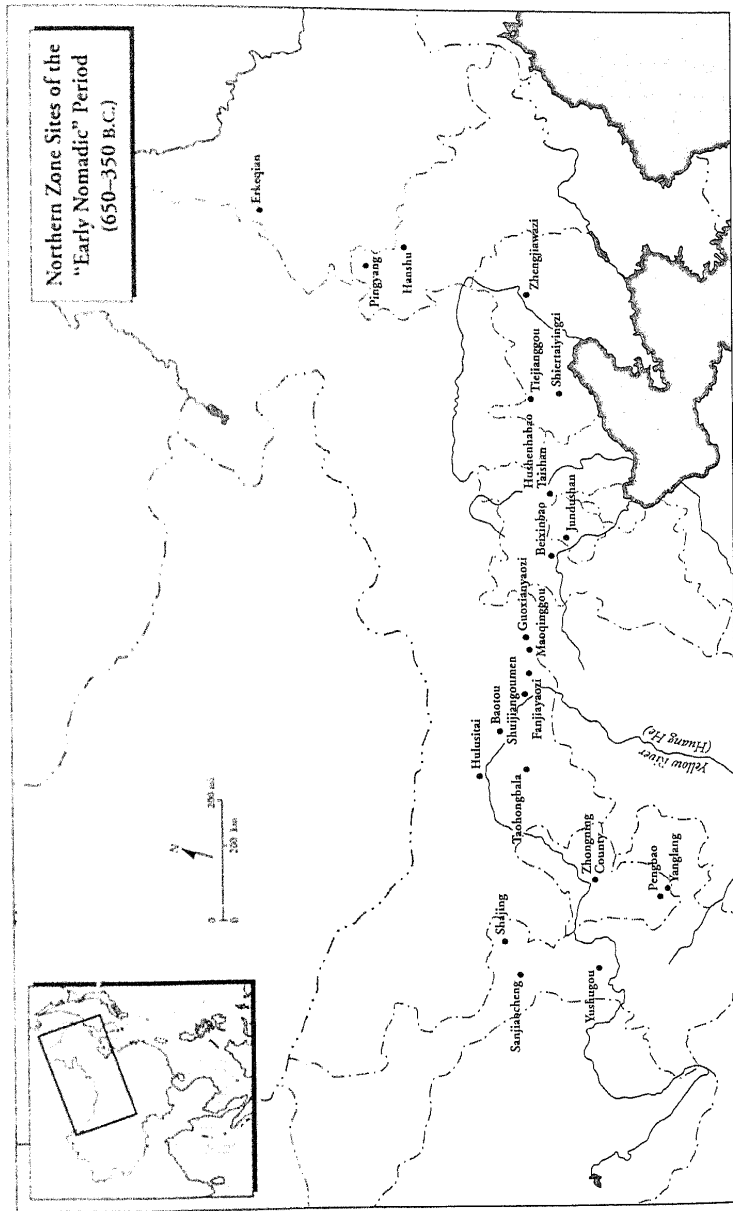 Northern Zone Sites of the
"Early Nomadic" Period
(650–350 B.C.)
Erkeqian
Pingyang
Hanshu
Zhengjiawazi
Tiejianggou
Shiertaiyingzi
Hushenhabao
Taishan
Beixinbao
Jundushan
Guoxianyaozi
Maoqinggou
Shuijiangoumen
Fanjiayaozi
Baotou
Hulusitai
Taohongbala
Yellow River
(Huang He)
Zhongning
County
Pengbao
Yanglang
Shajing
Sanjiaocheng
Yushugou
N
0 200 mi
0 200 km